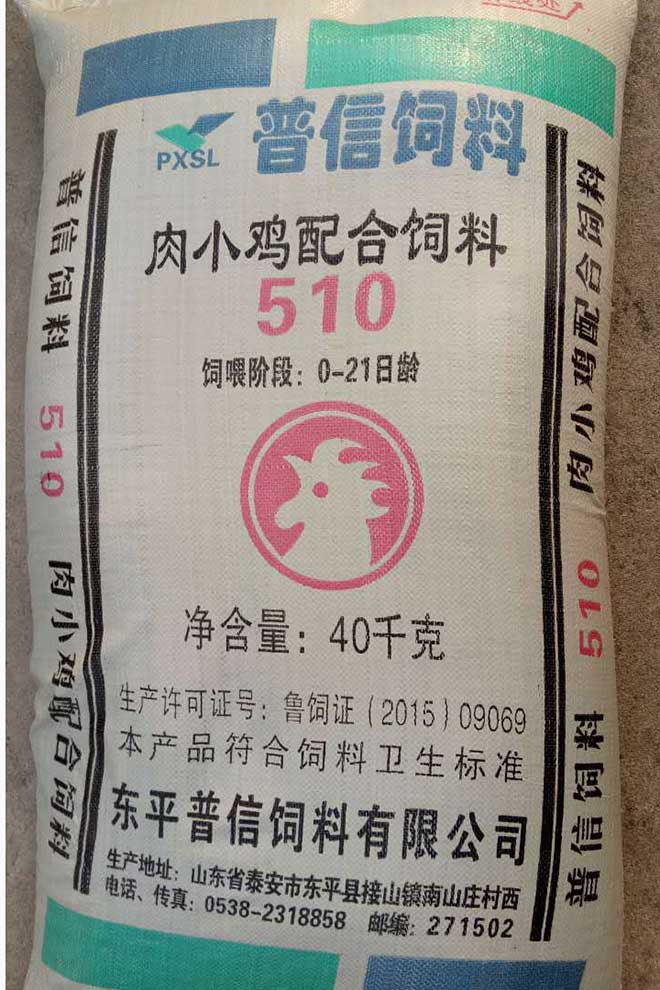 PXSL 普信饲料
肉小鸡配合饲料
510
饲喂阶段：0-21日龄
净含量：40千克
生产许可证号：鲁饲证（2015）09069
本产品符合饲料卫生标准
东平普信饲料有限公司
生产地址：山东省泰安市东平县接山镇南山庄村西
电话、传真：0538-2318858 邮编：271502
普信饲料 510 肉小鸡配合饲料
普信饲料 510 肉小鸡配合饲料